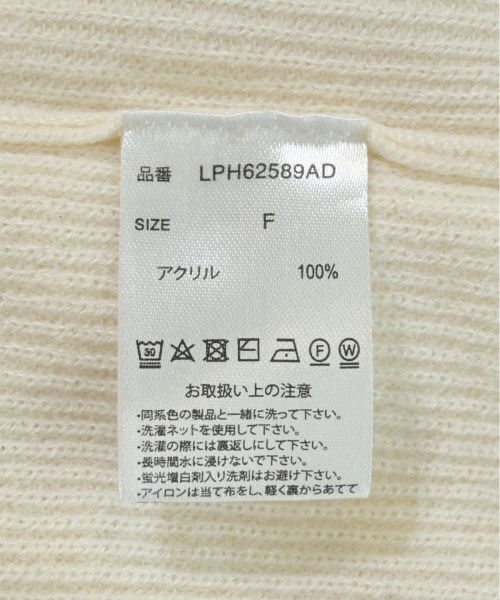 品番 LPH62589AD
SIZE F
アクリル 100%
30 F W
お取扱い上の注意
・同系色の製品と一緒に洗って下さい。
・洗濯ネットを使用して下さい。
・洗濯の際には裏返しにして下さい。
・長時間水に浸けないで下さい。
・蛍光増白剤入り洗剤はお避け下さい。
・アイロンは当て布をし、軽く裏からあてて